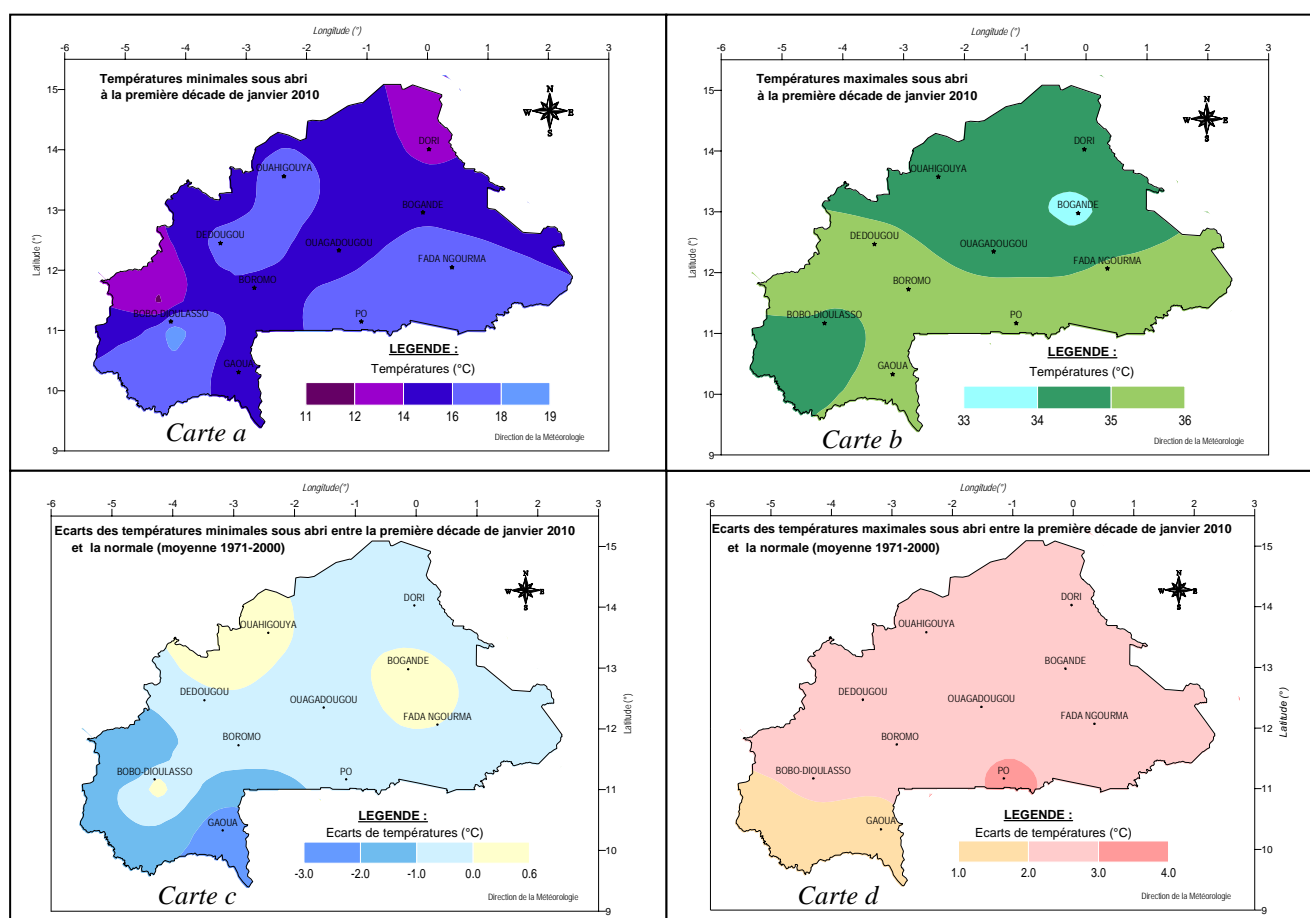 Longitude (°)
-6 -5 -4 -3 -2 -1 0 1 2 3
Températures minimales sous abri
à la première décade de janvier 2010
N
W E
S
15
14
13
12
11
10
9
Latitude (°)
DORI
OUAHIGOUYA
BOGANDE
DEDOUGOU
OUAGADOUGOU
FADA NGOURMA
BOROMO
BOBO-DIOULASSO
PO
GAOUA
LEGENDE :
Températures (°C)
11 12 14 16 18 19
Carte a
Direction de la Météorologie
Longitude (°)
-6 -5 -4 -3 -2 -1 0 1 2 3
Températures maximales sous abri
à la première décade de janvier 2010
N
W E
S
15
14
13
12
11
10
9
Latitude (°)
DORI
OUAHIGOUYA
BOGANDE
DEDOUGOU
OUAGADOUGOU
FADA NGOURMA
BOROMO
BOBO-DIOULASSO
PO
GAOUA
LEGENDE :
Températures (°C)
33 34 35 36
Carte b
Direction de la Météorologie
Longitude(°)
-6 -5 -4 -3 -2 -1 0 1 2 3
Ecarts des températures minimales sous abri entre la première décade de janvier 2010
et la normale (moyenne 1971-2000)
N
W E
S
15
14
13
12
11
10
9
Latitude (°)
DORI
OUAHIGOUYA
BOGANDE
DEDOUGOU
OUAGADOUGOU
FADA NGOURMA
BOROMO
BOBO-DIOULASSO
PO
GAOUA
LEGENDE :
Ecarts de températures (°C)
-3.0 -2.0 -1.0 0.0 0.6
Carte c
Direction de la Météorologie
Longitude(°)
-6 -5 -4 -3 -2 -1 0 1 2 3
Ecarts des températures maximales sous abri entre la première décade de janvier 2010
et la normale (moyenne 1971-2000)
N
W E
S
15
14
13
12
11
10
9
Latitude (°)
DORI
OUAHIGOUYA
BOGANDE
DEDOUGOU
OUAGADOUGOU
FADA NGOURMA
BOROMO
BOBO-DIOULASSO
PO
GAOUA
LEGENDE :
Ecarts de températures (°C)
1.0 2.0 3.0 4.0
Carte d
Direction de la Météorologie